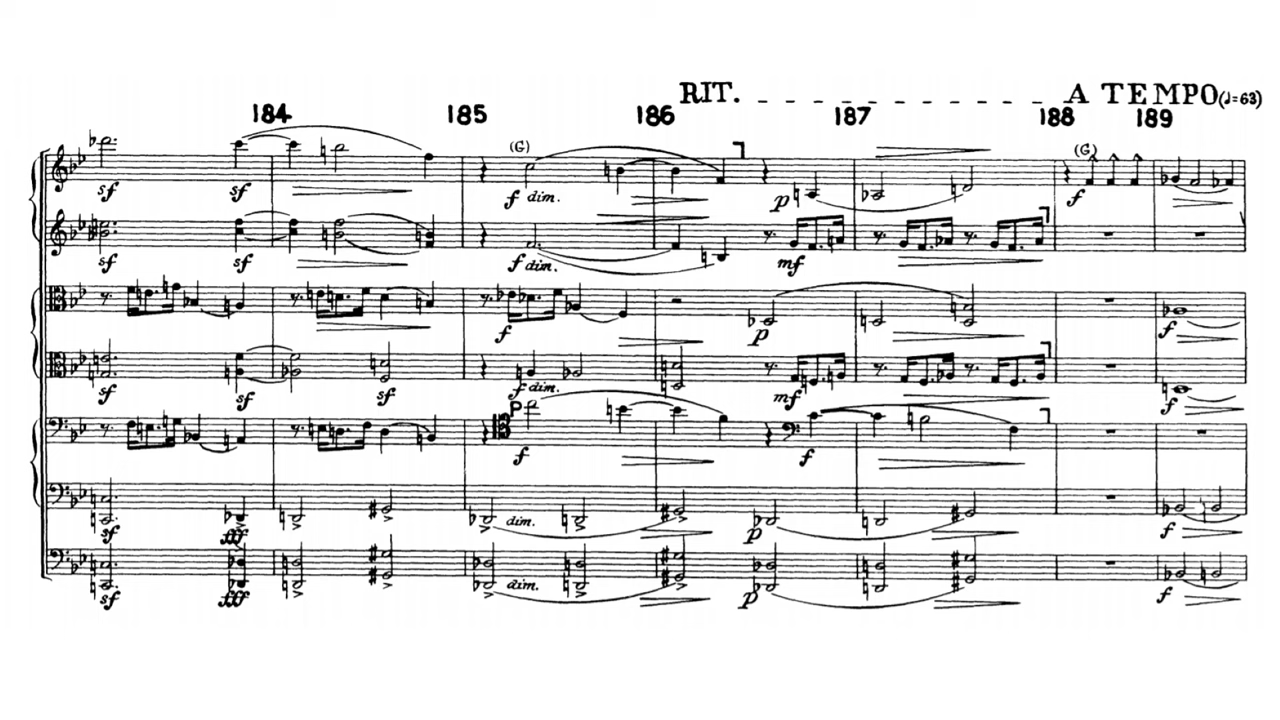 RIT. A TEMPO (♩=63)
184 185 186 187 188 189
(G) (G)
sf sf f dim. p f
sf sf f dim. mf
f p f
sf sf sf f dim. mf f
P
f f
sf fff dim. p f
sf fff dim. p f